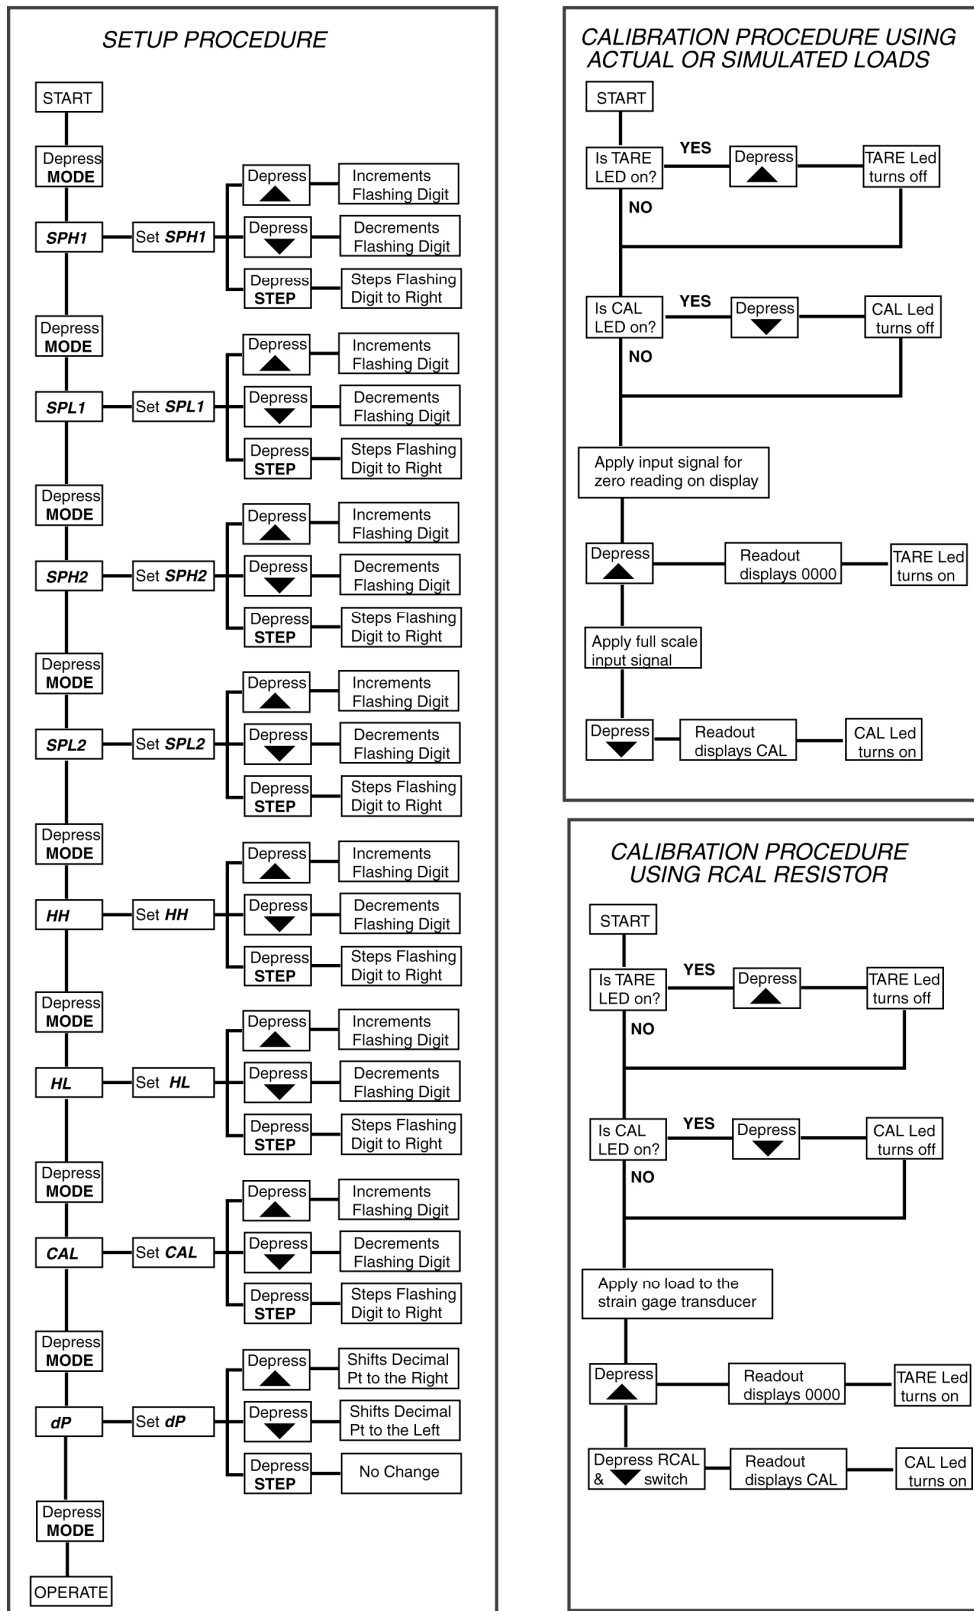 SETUP PROCEDURE
START
Depress
MODE
SPH1
Set SPH1
Depress
Increments
Flashing Digit
Depress
Decrements
Flashing Digit
Depress
STEP
Steps Flashing
Digit to Right
Depress
MODE
SPL1
Set SPL1
Depress
Increments
Flashing Digit
Depress
Decrements
Flashing Digit
Depress
STEP
Steps Flashing
Digit to Right
Depress
MODE
SPH2
Set SPH2
Depress
Increments
Flashing Digit
Depress
Decrements
Flashing Digit
Depress
STEP
Steps Flashing
Digit to Right
Depress
MODE
SPL2
Set SPL2
Depress
Increments
Flashing Digit
Depress
Decrements
Flashing Digit
Depress
STEP
Steps Flashing
Digit to Right
Depress
MODE
HH
Set HH
Depress
Increments
Flashing Digit
Depress
Decrements
Flashing Digit
Depress
STEP
Steps Flashing
Digit to Right
Depress
MODE
HL
Set HL
Depress
Increments
Flashing Digit
Depress
Decrements
Flashing Digit
Depress
STEP
Steps Flashing
Digit to Right
Depress
MODE
CAL
Set CAL
Depress
Increments
Flashing Digit
Depress
Decrements
Flashing Digit
Depress
STEP
Steps Flashing
Digit to Right
Depress
MODE
dP
Set dP
Depress
Shifts Decimal
Pt to the Right
Depress
Shifts Decimal
Pt to the Left
Depress
STEP
No Change
Depress
MODE
OPERATE
CALIBRATION PROCEDURE USING
ACTUAL OR SIMULATED LOADS
START
Is TARE
LED on?
YES
Depress
TARE Led
turns off
NO
Is CAL
LED on?
YES
Depress
CAL Led
turns off
NO
Apply input signal for
zero reading on display
Depress
Readout
displays 0000
TARE Led
turns on
Apply full scale
input signal
Depress
Readout
displays CAL
CAL Led
turns on
CALIBRATION PROCEDURE
USING RCAL RESISTOR
START
Is TARE
LED on?
YES
Depress
TARE Led
turns off
NO
Is CAL
LED on?
YES
Depress
CAL Led
turns off
NO
Apply no load to the
strain gage transducer
Depress
Readout
displays 0000
TARE Led
turns on
Depress RCAL
& switch
Readout
displays CAL
CAL Led
turns on